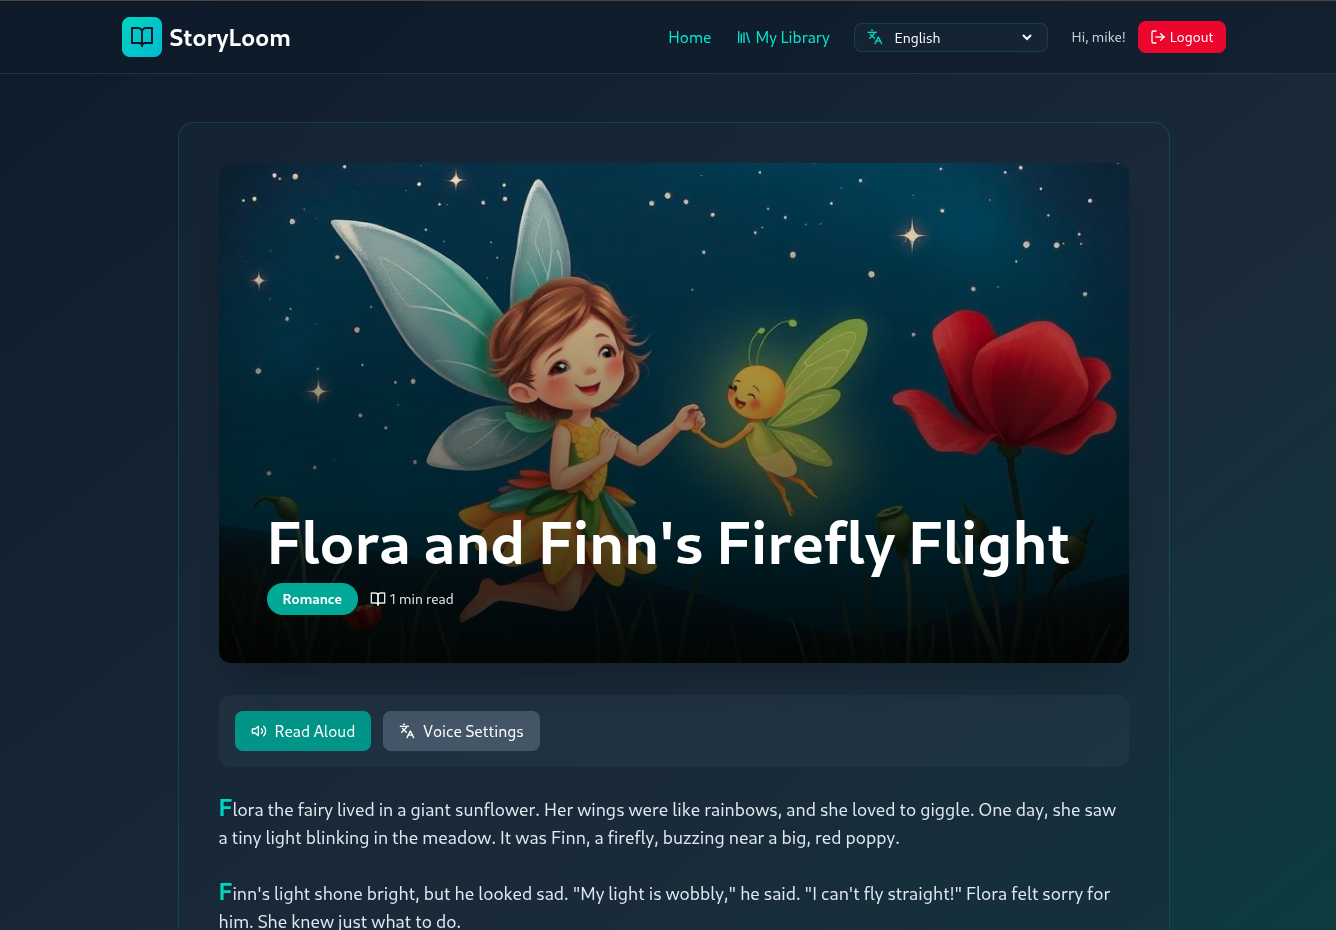 StoryLoom
Home
My Library
English
Hi, mike!
Logout
Flora and Finn's Firefly Flight
Romance
1 min read
Read Aloud
Voice Settings
Flora the fairy lived in a giant sunflower. Her wings were like rainbows, and she loved to giggle. One day, she saw
a tiny light blinking in the meadow. It was Finn, a firefly, buzzing near a big, red poppy.
Finn's light shone bright, but he looked sad. "My light is wobbly," he said. "I can't fly straight!" Flora felt sorry for
him. She knew just what to do.